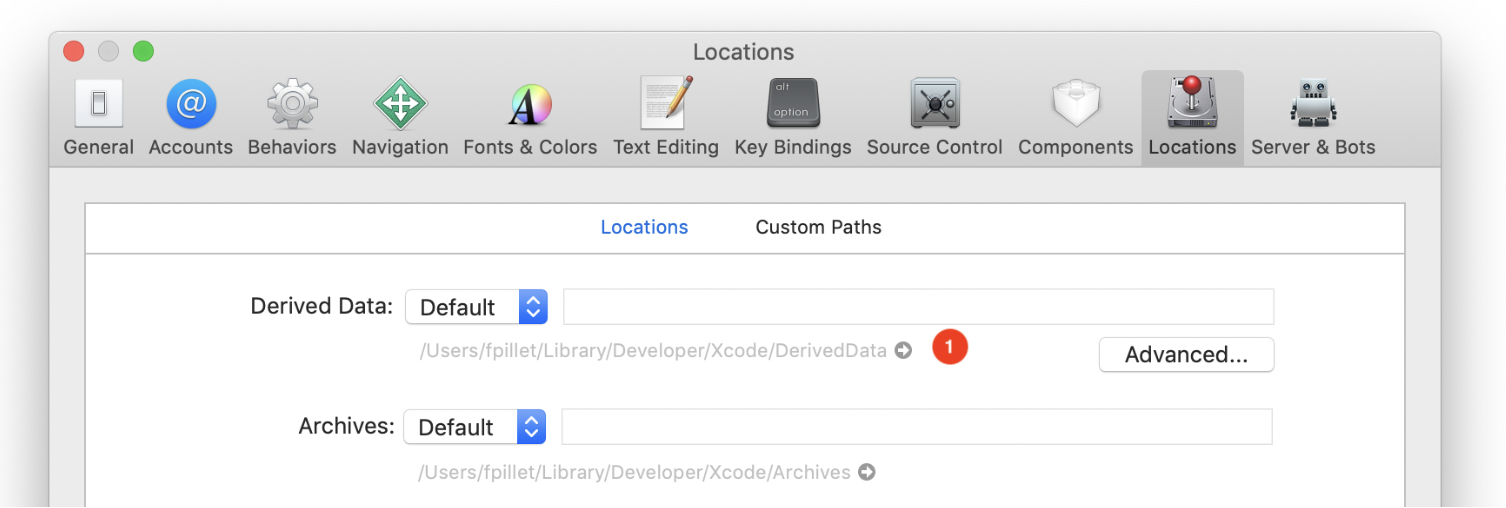 Locations
alt
option
General Accounts Behaviors Navigation Fonts & Colors Text Editing Key Bindings Source Control Components Locations Server & Bots
Locations Custom Paths
Derived Data: Default
/Users/fpillet/Library/Developer/Xcode/DerivedData 1
Advanced...
Archives: Default
/Users/fpillet/Library/Developer/Xcode/Archives